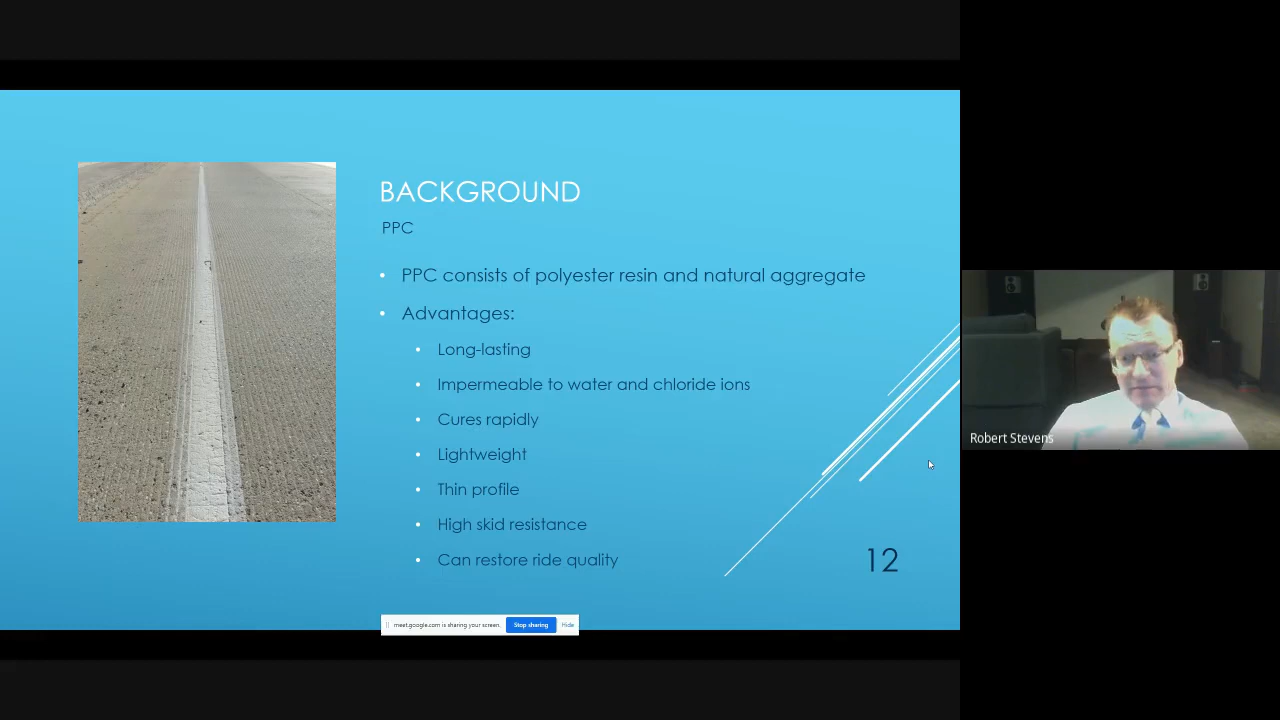 BACKGROUND
PPC
• PPC consists of polyester resin and natural aggregate
• Advantages:
• Long-lasting
• Impermeable to water and chloride ions
• Cures rapidly
• Lightweight
• Thin profile
• High skid resistance
• Can restore ride quality
12
meet.google.com is sharing your screen. Stop sharing Hide
Robert Stevens